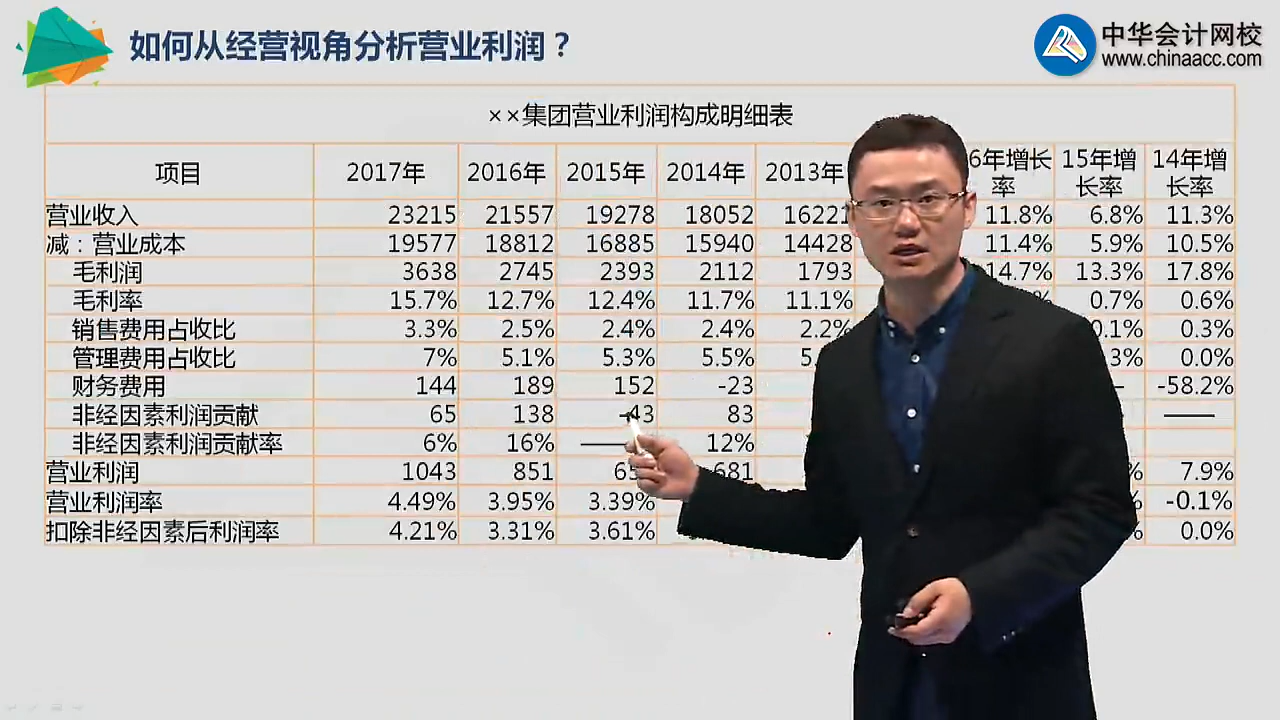 如何从经营视角分析营业利润？
中华会计网校
www.chinaacc.com
××集团营业利润构成明细表
项目 2017年 2016年 2015年 2014年 2013年 6年增长率 15年增长率 14年增长率
营业收入 23215 21557 19278 18052 16221 11.8% 6.8% 11.3%
减：营业成本 19577 18812 16885 15940 14428 11.4% 5.9% 10.5%
毛利润 3638 2745 2393 2112 1793 14.7% 13.3% 17.8%
毛利率 15.7% 12.7% 12.4% 11.7% 11.1% 0.7% 0.6%
销售费用占收比 3.3% 2.5% 2.4% 2.4% 2.2% 0.1% 0.3%
管理费用占收比 7% 5.1% 5.3% 5.5% 0.0%
财务费用 144 189 152 -23 -58.2%
非经因素利润贡献 65 138 -43 83 ——
非经因素利润贡献率 6% 16% —— 12%
营业利润 1043 851 681 7.9%
营业利润率 4.49% 3.95% 3.39% -0.1%
扣除非经因素后利润率 4.21% 3.31% 3.61% 0.0%